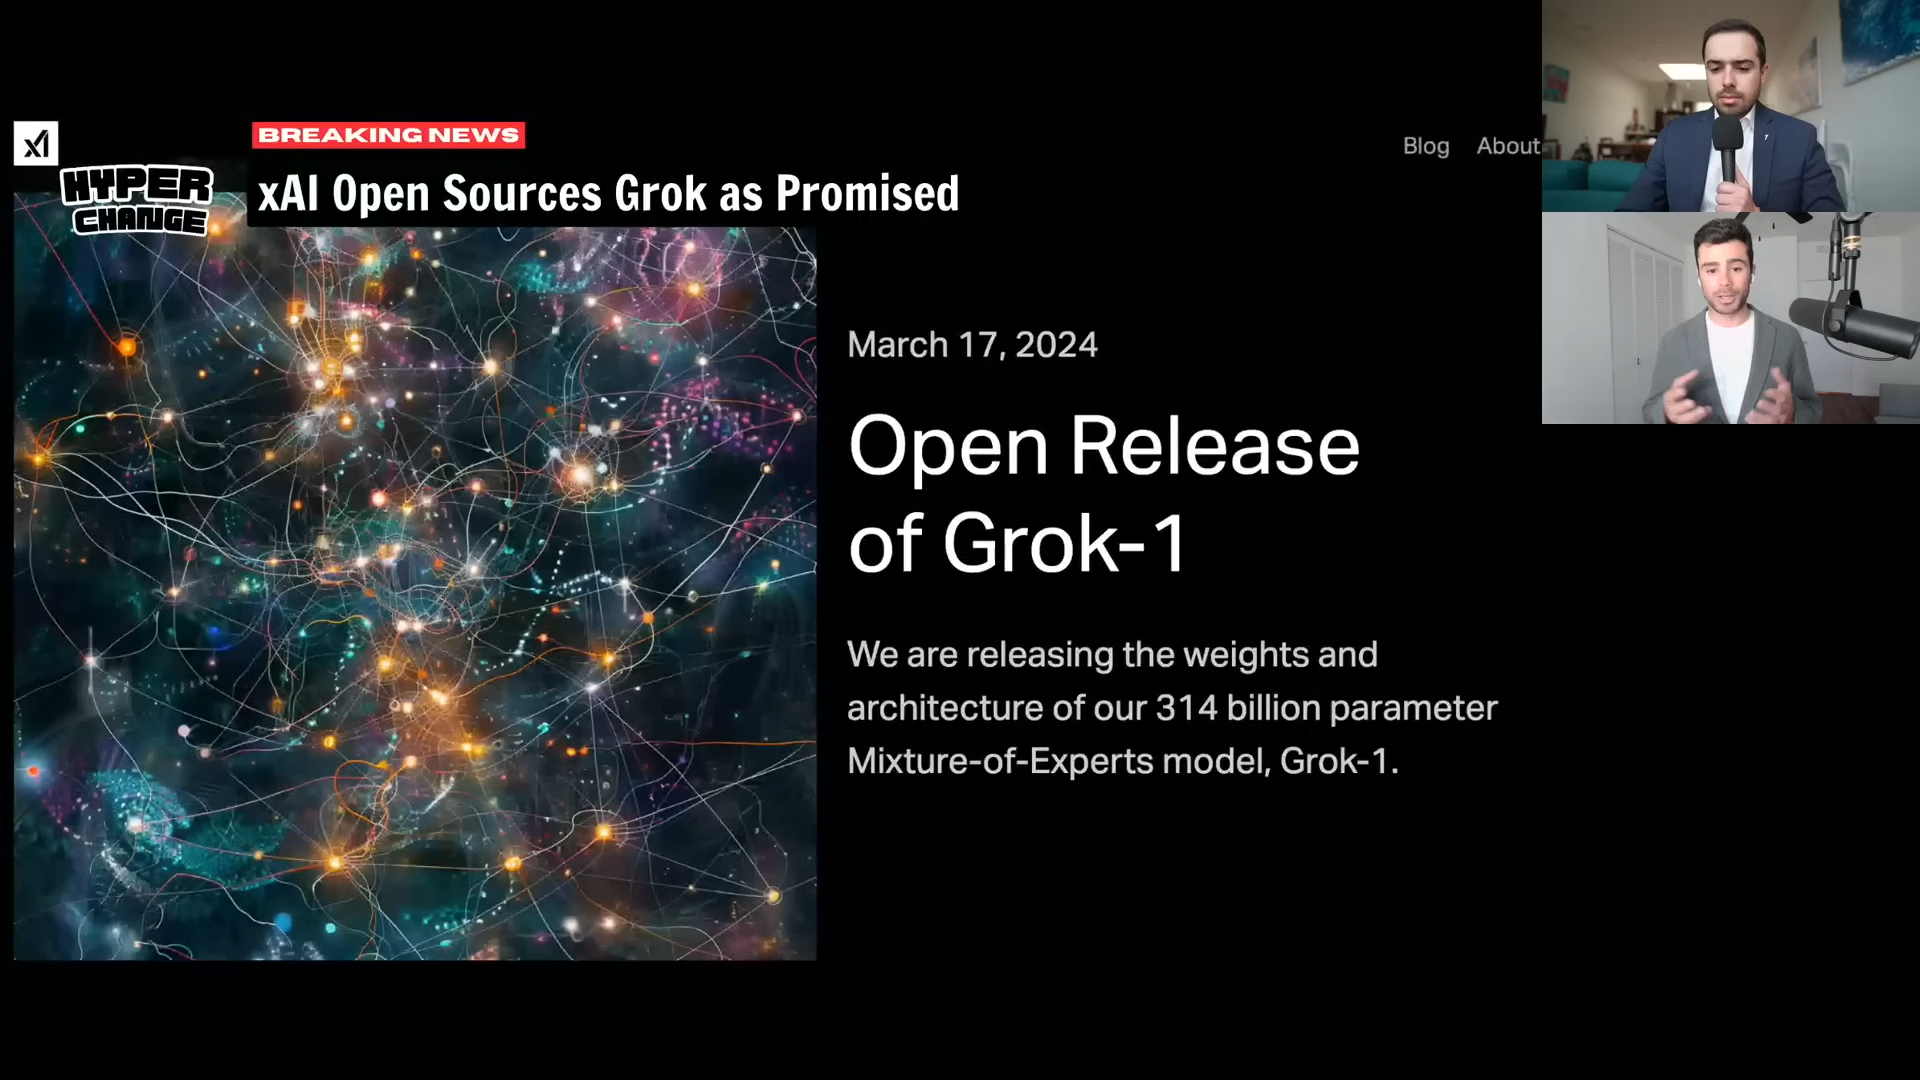 xI
BREAKING NEWS
HYPER
CHANGE
xAI Open Sources Grok as Promised
Blog About
March 17, 2024
Open Release
of Grok-1
We are releasing the weights and
architecture of our 314 billion parameter
Mixture-of-Experts model, Grok-1.